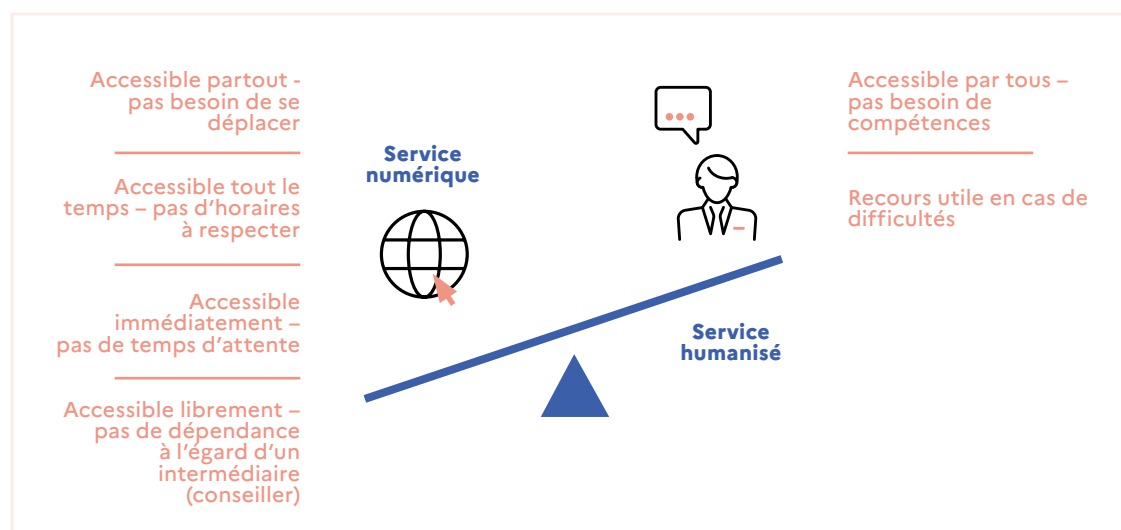 Accessible partout -
pas besoin de se
déplacer
Accessible tout le
temps – pas d'horaires
à respecter
Accessible
immédiatement –
pas de temps d'attente
Accessible librement –
pas de dépendance
à l'égard d'un
intermédiaire
(conseiller)
Service
numérique
Service
humanisé
Accessible par tous –
pas besoin de
compétences
Recours utile en cas de
difficultés